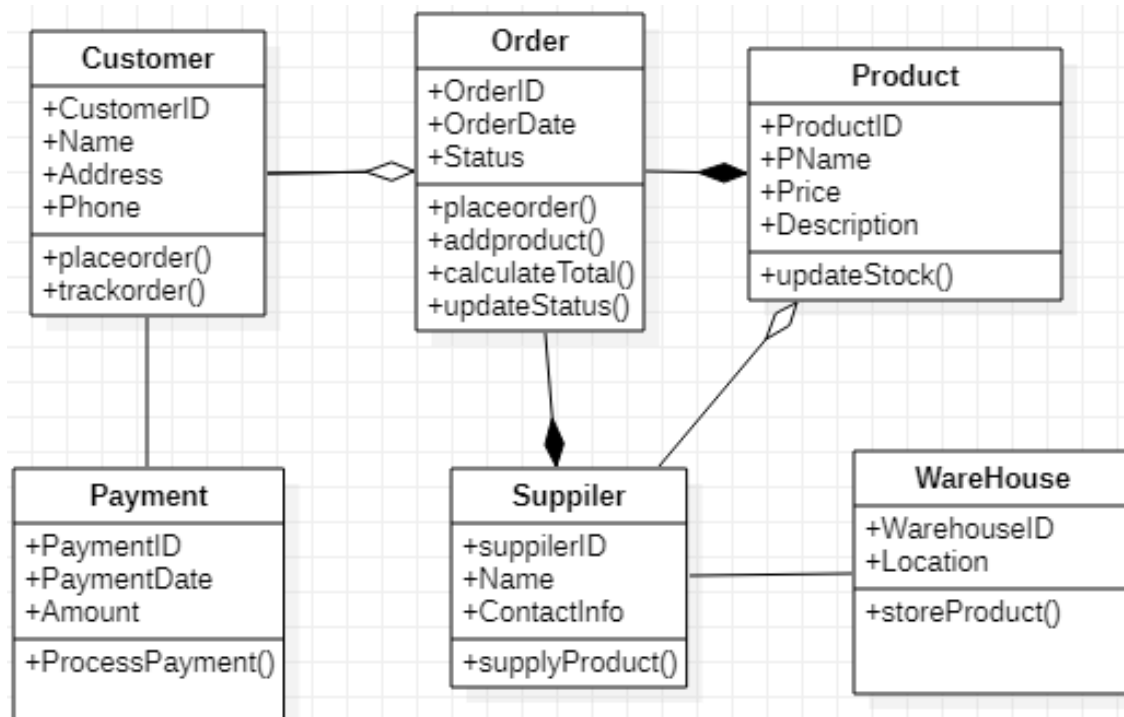 Customer
+CustomerID
+Name
+Address
+Phone
+placeorder()
+trackorder()
Order
+OrderID
+OrderDate
+Status
+placeorder()
+addproduct()
+calculateTotal()
+updateStatus()
Product
+ProductID
+PName
+Price
+Description
+updateStock()
Payment
+PaymentID
+PaymentDate
+Amount
+ProcessPayment()
Suppiler
+suppilerID
+Name
+ContactInfo
+supplyProduct()
WareHouse
+WarehouseID
+Location
+storeProduct()